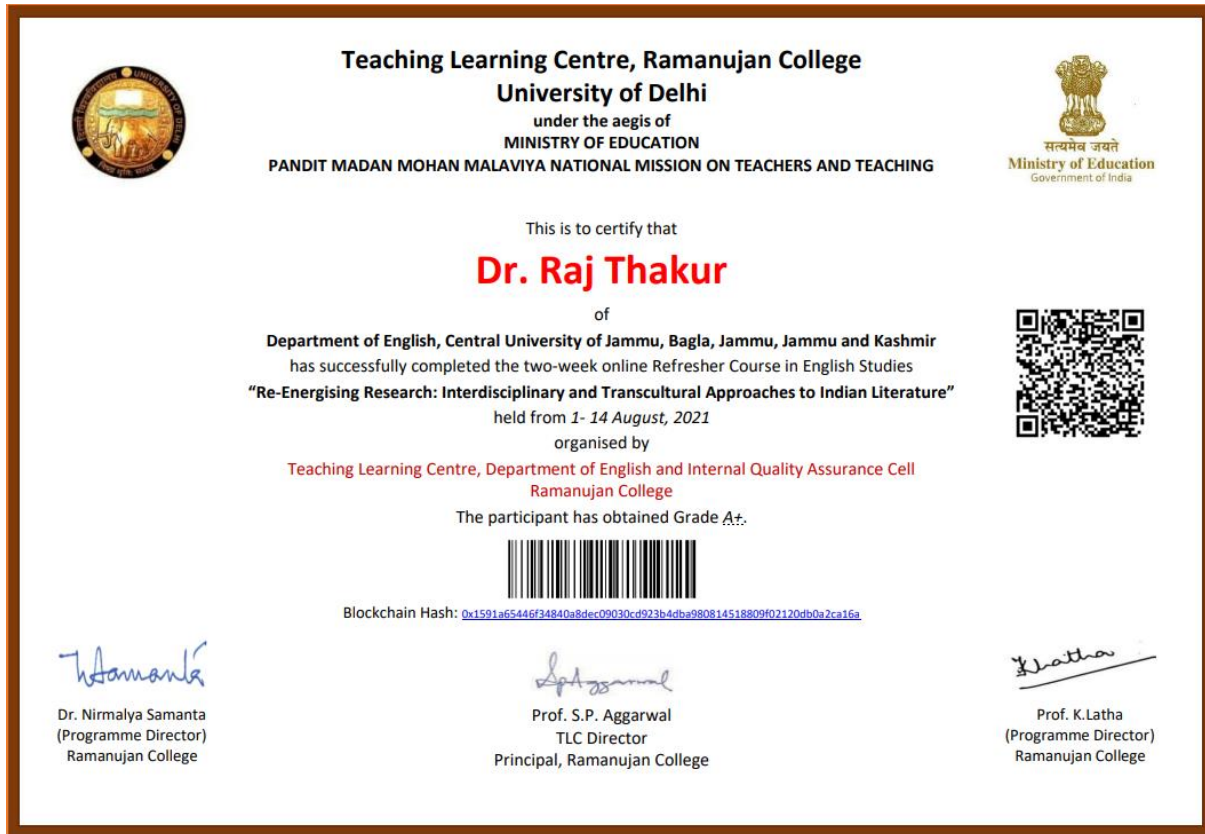 Teaching Learning Centre, Ramanujan College
University of Delhi
under the aegis of
MINISTRY OF EDUCATION
PANDIT MADAN MOHAN MALAVIYA NATIONAL MISSION ON TEACHERS AND TEACHING
UNIVERSITY OF DELHI
सत्यमेव जयते
Ministry of Education
Government of India
This is to certify that
Dr. Raj Thakur
of
Department of English, Central University of Jammu, Bagla, Jammu, Jammu and Kashmir
has successfully completed the two-week online Refresher Course in English Studies
“Re-Energising Research: Interdisciplinary and Transcultural Approaches to Indian Literature”
held from 1- 14 August, 2021
organised by
Teaching Learning Centre, Department of English and Internal Quality Assurance Cell
Ramanujan College
The participant has obtained Grade A+.
Blockchain Hash: 0x1591a65446f34840a8dec09030cd923b4dba980814518809f02120db0a2ca16a
Dr. Nirmalya Samanta
(Programme Director)
Ramanujan College
SpAggarwal
Prof. S.P. Aggarwal
TLC Director
Principal, Ramanujan College
Klatha
Prof. K.Latha
(Programme Director)
Ramanujan College